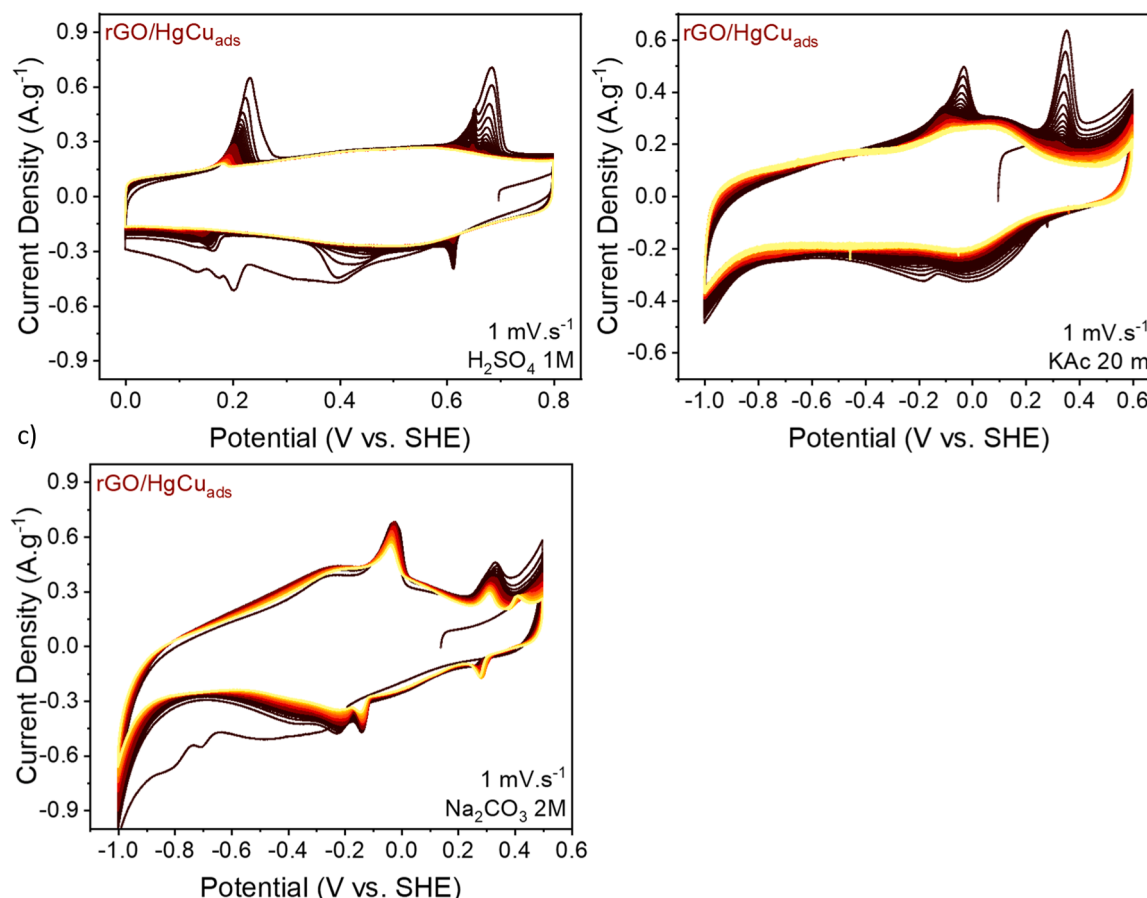 rGO/HgCuads
Current Density (A.g-1)
0.9
0.6
0.3
0.0
-0.3
-0.6
-0.9
1 mV.s-1
H2SO4 1M
0.0 0.2 0.4 0.6 0.8
Potential (V vs. SHE)
rGO/HgCuads
Current Density (A.g-1)
0.6
0.4
0.2
0.0
-0.2
-0.4
-0.6
1 mV.s-1
KAc 20 m
-1.0 -0.8 -0.6 -0.4 -0.2 0.0 0.2 0.4 0.6
Potential (V vs. SHE)
c)
rGO/HgCuads
Current Density (A.g-1)
0.9
0.6
0.3
0.0
-0.3
-0.6
-0.9
1 mV.s-1
Na2CO3 2M
-1.0 -0.8 -0.6 -0.4 -0.2 0.0 0.2 0.4 0.6
Potential (V vs. SHE)